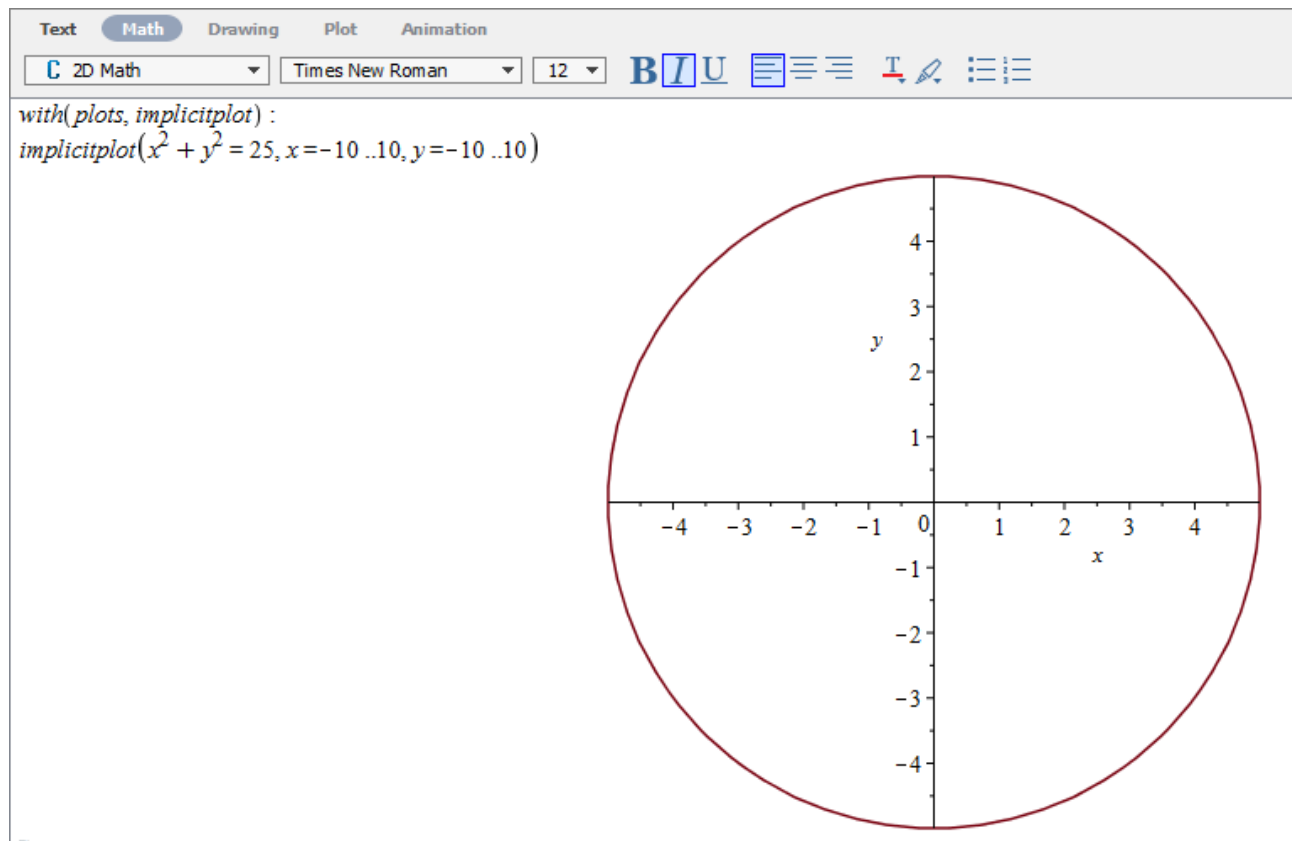 Text Math Drawing Plot Animation
C 2D Math Times New Roman 12 B I U T
with(plots, implicitplot) :
implicitplot(x² + y² = 25, x = −10 ..10, y = −10 ..10)
4
3
y
2
1
−4 −3 −2 −1 0 1 2 3 4
x
−1
−2
−3
−4